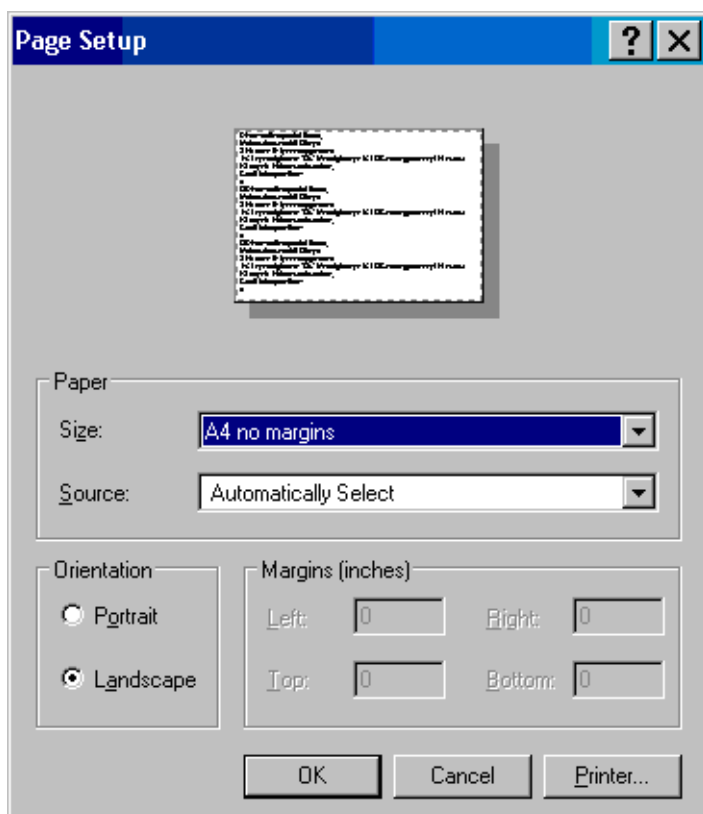 Page Setup
Paper
Size: A4 no margins
Source: Automatically Select
Orientation
Portrait
Landscape
Margins (inches)
Left: 0 Right: 0
Top: 0 Bottom: 0
OK Cancel Printer...